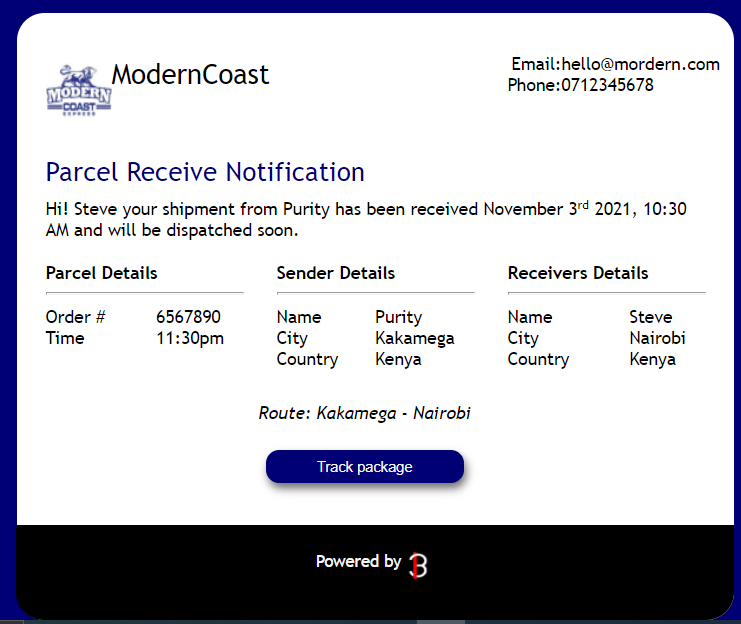 MODERN
COAST
EXPRESS
ModernCoast
Email:hello@mordern.com
Phone:0712345678
Parcel Receive Notification
Hi! Steve your shipment from Purity has been received November 3rd 2021, 10:30
AM and will be dispatched soon.
Parcel Details
Order # 6567890
Time 11:30pm
Sender Details
Name Purity
City Kakamega
Country Kenya
Receivers Details
Name Steve
City Nairobi
Country Kenya
Route: Kakamega - Nairobi
Track package
Powered by